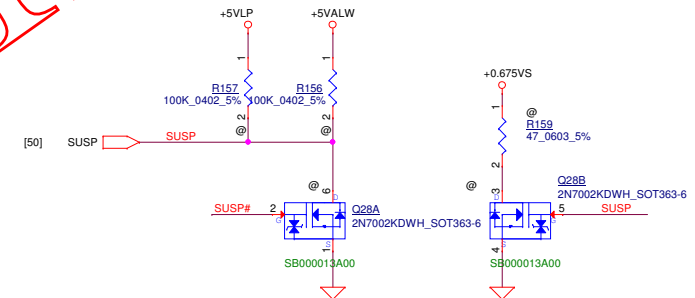 +5VLP
+5VALW
1
1
R157
R156
100K_0402_5%
100K_0402_5%
2
2
@
@
[50]
SUSP
SUSP
+0.675VS
1
@
R159
47_0603_5%
2
@
6
D
SUSP#
2
G
S
1
Q28A
2N7002KDWH_SOT363-6
SB000013A00
@
3
D
Q28B
2N7002KDWH_SOT363-6
5
SUSP
G
S
4
SB000013A00